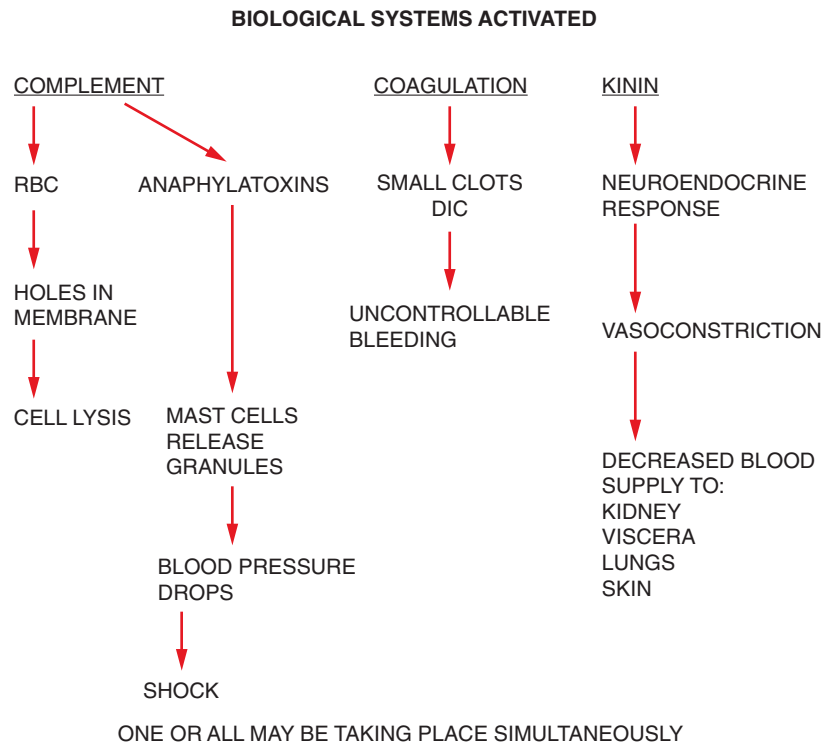 BIOLOGICAL SYSTEMS ACTIVATED
COMPLEMENT
RBC
HOLES IN
MEMBRANE
CELL LYSIS
ANAPHYLATOXINS
MAST CELLS
RELEASE
GRANULES
BLOOD PRESSURE
DROPS
SHOCK
COAGULATION
SMALL CLOTS
DIC
UNCONTROLLABLE
BLEEDING
KININ
NEUROENDOCRINE
RESPONSE
VASOCONSTRICTION
DECREASED BLOOD
SUPPLY TO:
KIDNEY
VISCERA
LUNGS
SKIN
ONE OR ALL MAY BE TAKING PLACE SIMULTANEOUSLY